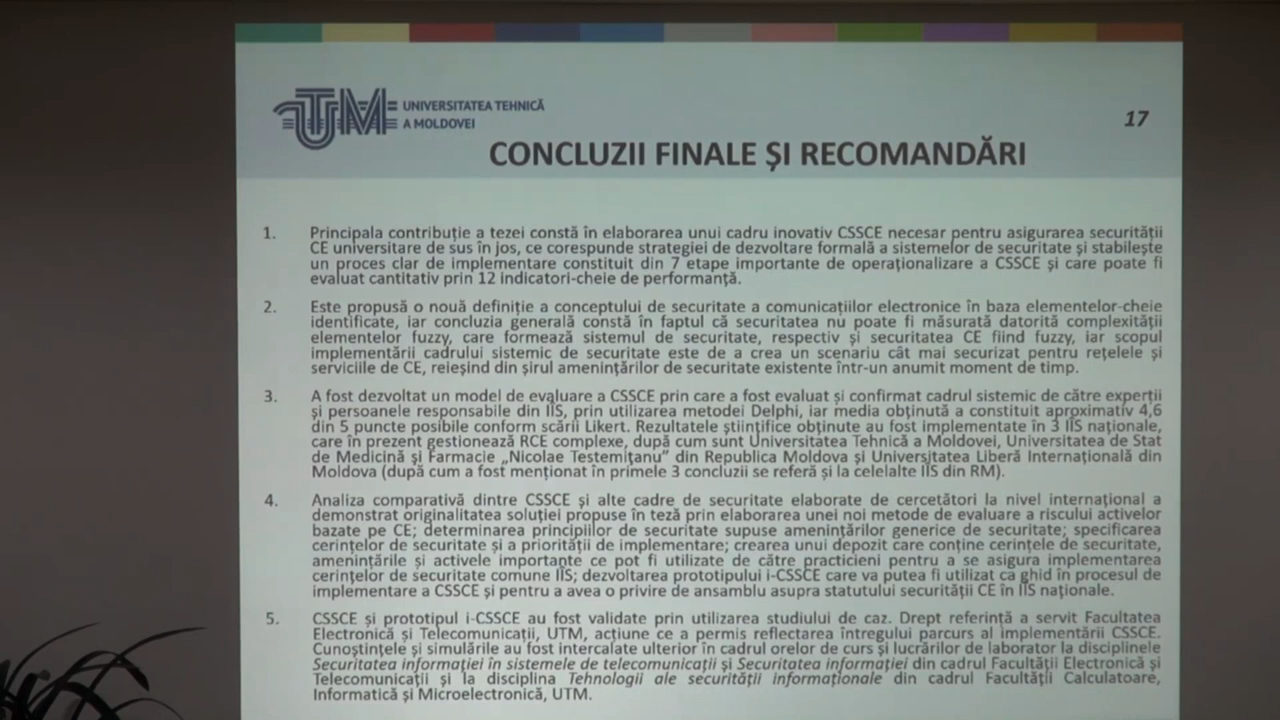 UTM UNIVERSITATEA TEHNICĂ
A MOLDOVEI
17
CONCLUZII FINALE ȘI RECOMANDĂRI
1. Principala contribuție a tezei constă în elaborarea unui cadru inovativ CSSCE necesar pentru asigurarea securității
CE universitare de sus în jos, ce corespunde strategiei de dezvoltare formală a sistemelor de securitate și stabilește
un proces clar de implementare constituit din 7 etape importante de operaționalizare a CSSCE și care poate fi
evaluat cantitativ prin 12 indicatori-cheie de performanță.
2. Este propusă o nouă definiție a conceptului de securitate a comunicațiilor electronice în baza elementelor-cheie
identificate, iar concluzia generală constă în faptul că securitatea nu poate fi măsurată datorită complexității
elementelor fuzzy, care formează sistemul de securitate, respectiv și securitatea CE fiind fuzzy, iar scopul
implementării cadrului sistemic de securitate este de a crea un scenariu cât mai securizat pentru rețelele și
serviciile de CE, reieșind din șirul amenințărilor de securitate existente într-un anumit moment de timp.
3. A fost dezvoltat un model de evaluare a CSSCE prin care a fost evaluat și confirmat cadrul sistemic de către experții
și persoanele responsabile din IÎS, prin utilizarea metodei Delphi, iar media obținută a constituit aproximativ 4,6
din 5 puncte posibile conform scării Likert. Rezultatele științifice obținute au fost implementate în 3 IÎS naționale,
care în prezent gestionează RCE complexe, după cum sunt Universitatea Tehnică a Moldovei, Universitatea de Stat
de Medicină și Farmacie „Nicolae Testemițanu” din Republica Moldova și Universitatea Liberă Internațională din
Moldova (după cum a fost menționat în primele 3 concluzii se referă și la celelalte IÎS din RM).
4. Analiza comparativă dintre CSSCE și alte cadre de securitate elaborate de cercetători la nivel internațional a
demonstrat originalitatea soluției propuse în teză prin elaborarea unei noi metode de evaluare a riscului activelor
bazate pe CE; determinarea principiilor de securitate supuse amenințărilor generice de securitate; specificarea
cerințelor de securitate și a priorității de implementare; crearea unui depozit care conține cerințele de securitate,
amenințările și activele importante ce pot fi utilizate de către practicieni pentru a se asigura implementarea
cerințelor de securitate comune IÎS; dezvoltarea prototipului i-CSSCE care va putea fi utilizat ca ghid în procesul de
implementare a CSSCE și pentru a avea o privire de ansamblu asupra statutului securității CE în IÎS naționale.
5. CSSCE și prototipul i-CSSCE au fost validate prin utilizarea studiului de caz. Drept referință a servit Facultatea
Electronică și Telecomunicații, UTM, acțiune ce a permis reflectarea întregului parcurs al implementării CSSCE.
Cunoștințele și simulările au fost intercalate ulterior în cadrul orelor de curs și lucrărilor de laborator la disciplinele
Securitatea informației în sistemele de telecomunicații și Securitatea informației din cadrul Facultății Electronică și
Telecomunicații și la disciplina Tehnologii ale securității informaționale din cadrul Facultății Calculatoare,
Informatică și Microelectronică, UTM.